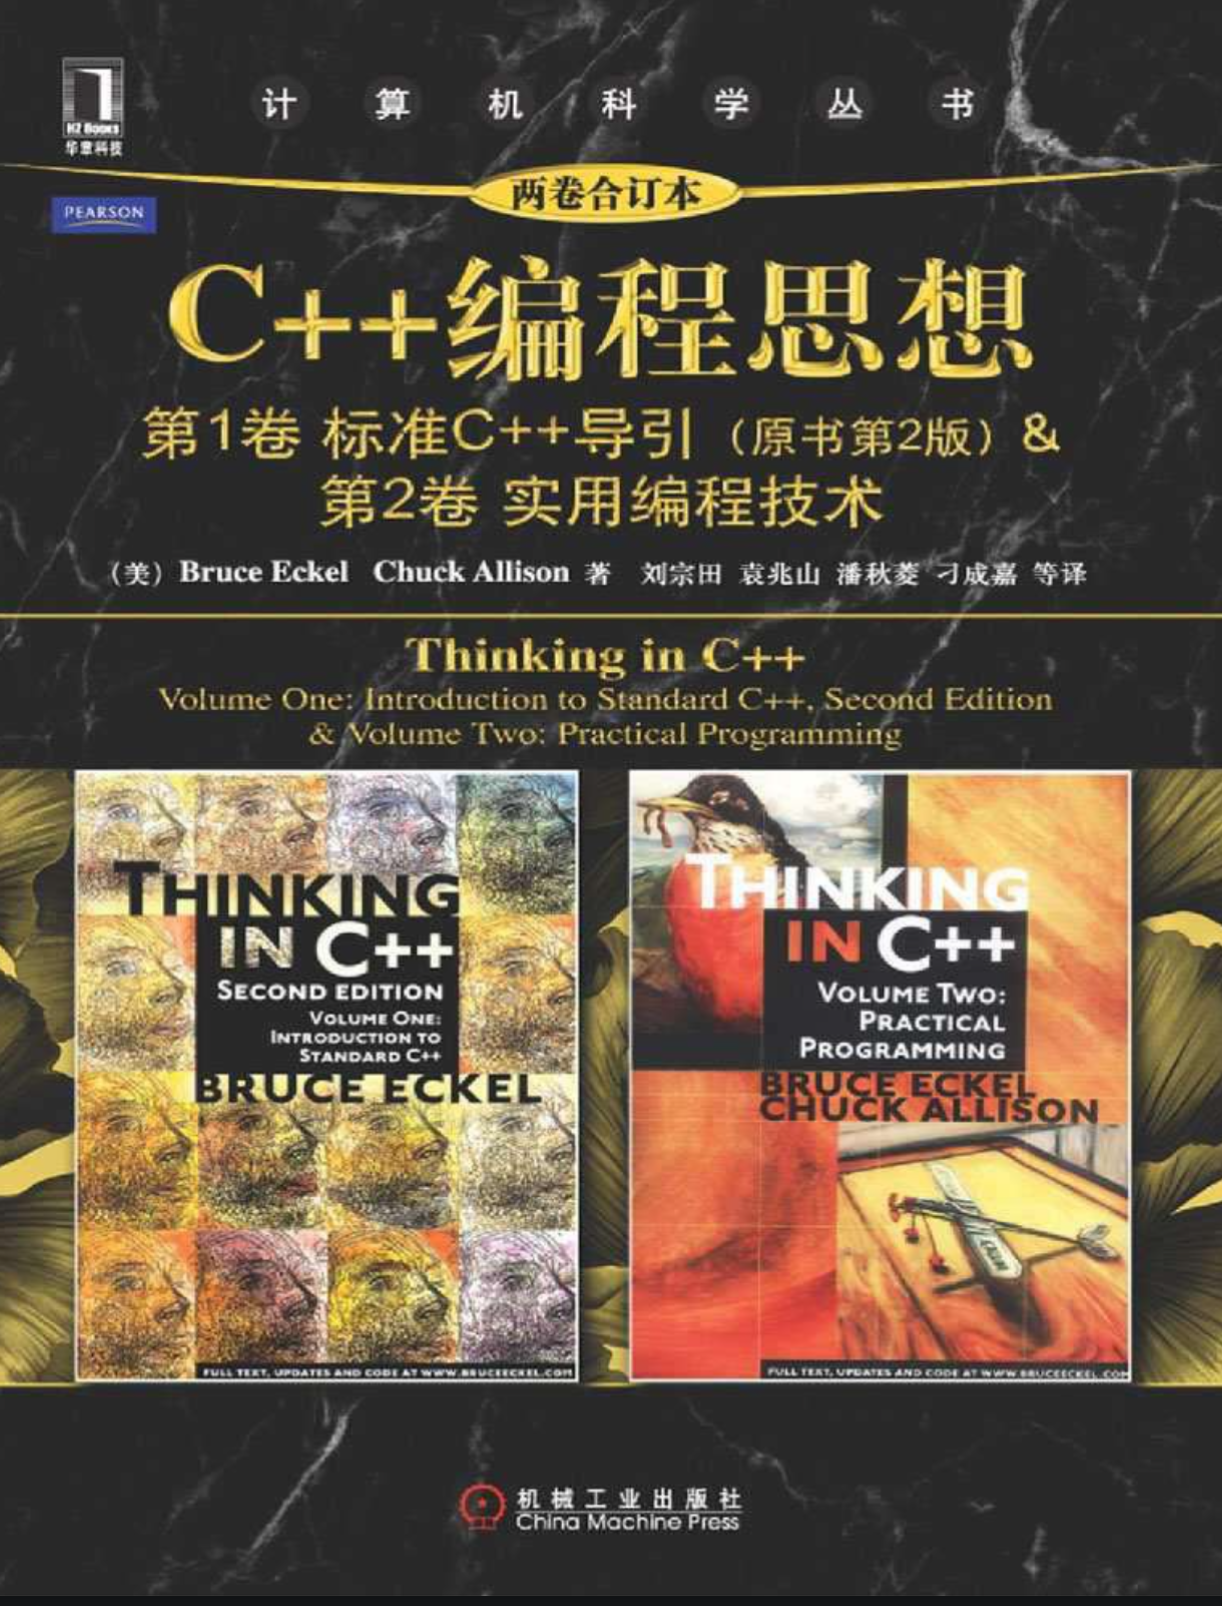 计算机科学丛书
HZ Books
华章科技
两卷合订本
PEARSON
C++编程思想
第1卷 标准C++导引（原书第2版）&
第2卷 实用编程技术
（美）Bruce Eckel Chuck Allison 著 刘宗田 袁兆山 潘秋菱 刁成嘉 等译
Thinking in C++
Volume One: Introduction to Standard C++, Second Edition
& Volume Two: Practical Programming
THINKING
IN C++
SECOND EDITION
VOLUME ONE:
INTRODUCTION TO
STANDARD C++
BRUCE ECKEL
FULL TEXT, UPDATES AND CODE AT WWW.BRUCEECKEL.COM
THINKING
IN C++
VOLUME TWO:
PRACTICAL
PROGRAMMING
BRUCE ECKEL
CHUCK ALLISON
FULL TEXT, UPDATES AND CODE AT WWW.BRUCEECKEL.COM
机械工业出版社
China Machine Press